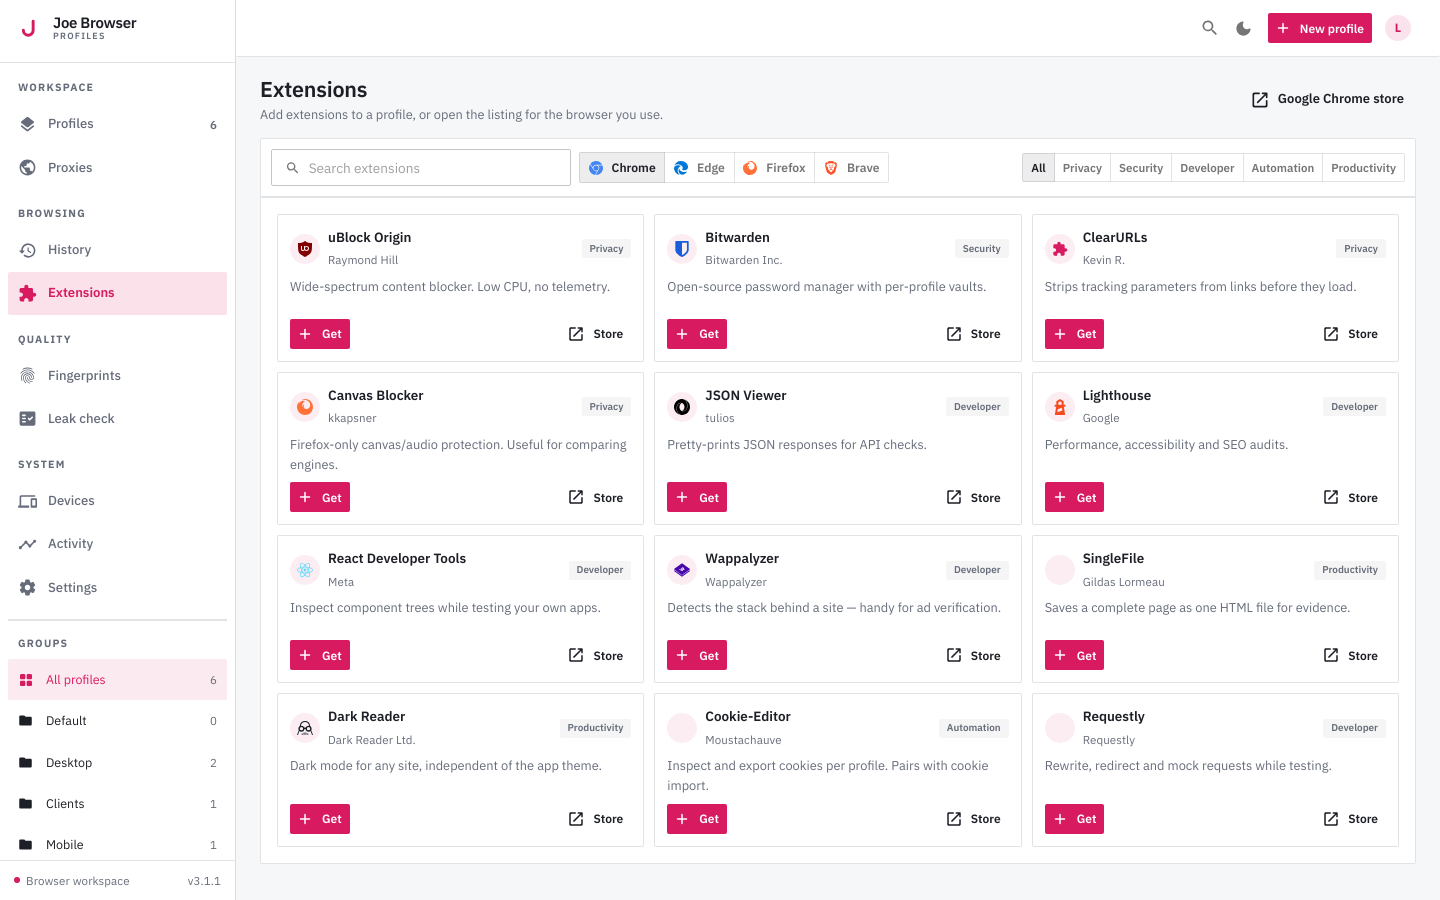 Joe Browser
PROFILES
New profile
L
WORKSPACE
Profiles 6
Proxies
BROWSING
History
Extensions
QUALITY
Fingerprints
Leak check
SYSTEM
Devices
Activity
Settings
GROUPS
All profiles 6
Default 0
Desktop 2
Clients 1
Mobile 1
Browser workspace v3.1.1
Extensions
Add extensions to a profile, or open the listing for the browser you use.
Google Chrome store
Search extensions
Chrome Edge Firefox Brave
All Privacy Security Developer Automation Productivity
uBlock Origin
Raymond Hill
Privacy
Wide-spectrum content blocker. Low CPU, no telemetry.
Get Store
Bitwarden
Bitwarden Inc.
Security
Open-source password manager with per-profile vaults.
Get Store
ClearURLs
Kevin R.
Privacy
Strips tracking parameters from links before they load.
Get Store
Canvas Blocker
kkapsner
Privacy
Firefox-only canvas/audio protection. Useful for comparing
engines.
Get Store
JSON Viewer
tulios
Developer
Pretty-prints JSON responses for API checks.
Get Store
Lighthouse
Google
Developer
Performance, accessibility and SEO audits.
Get Store
React Developer Tools
Meta
Developer
Inspect component trees while testing your own apps.
Get Store
Wappalyzer
Wappalyzer
Developer
Detects the stack behind a site — handy for ad verification.
Get Store
SingleFile
Gildas Lormeau
Productivity
Saves a complete page as one HTML file for evidence.
Get Store
Dark Reader
Dark Reader Ltd.
Productivity
Dark mode for any site, independent of the app theme.
Get Store
Cookie-Editor
Moustachauve
Automation
Inspect and export cookies per profile. Pairs with cookie
import.
Get Store
Requestly
Requestly
Developer
Rewrite, redirect and mock requests while testing.
Get Store